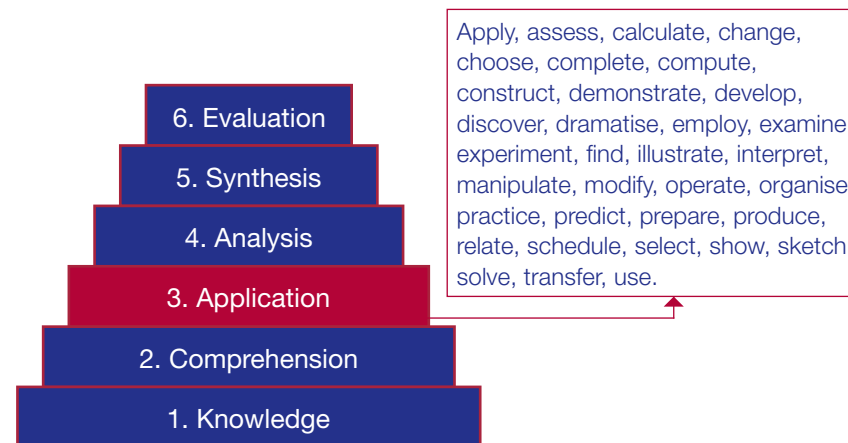 Apply, assess, calculate, change,
choose, complete, compute,
construct, demonstrate, develop,
discover, dramatise, employ, examine
experiment, find, illustrate, interpret,
manipulate, modify, operate, organise
practice, predict, prepare, produce,
relate, schedule, select, show, sketch
solve, transfer, use.
6. Evaluation
5. Synthesis
4. Analysis
3. Application
2. Comprehension
1. Knowledge